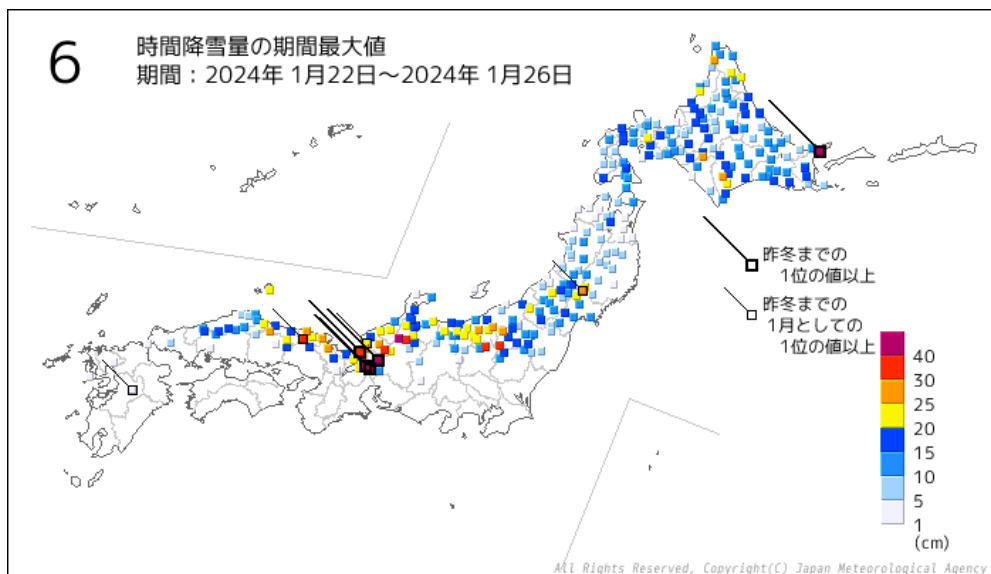 6
時間降雪量の期間最大値
期間：2024年 1月22日～2024年 1月26日
昨冬までの
1位の値以上
昨冬までの
1月としての
1位の値以上
40
30
25
20
15
10
5
1
(cm)
All Rights Reserved, Copyright(C) Japan Meteorological Agency